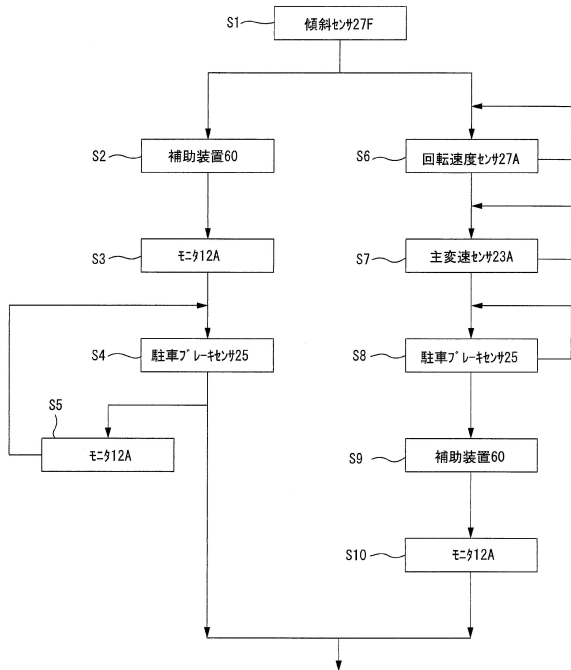 S1
傾斜ｾﾝｻ27F
S2
補助装置60
S6
回転速度ｾﾝｻ27A
S3
ﾓﾆﾀ12A
S7
主変速ｾﾝｻ23A
S4
駐車ﾌﾞﾚｰｷｾﾝｻ25
S8
駐車ﾌﾞﾚｰｷｾﾝｻ25
S5
ﾓﾆﾀ12A
S9
補助装置60
S10
ﾓﾆﾀ12A